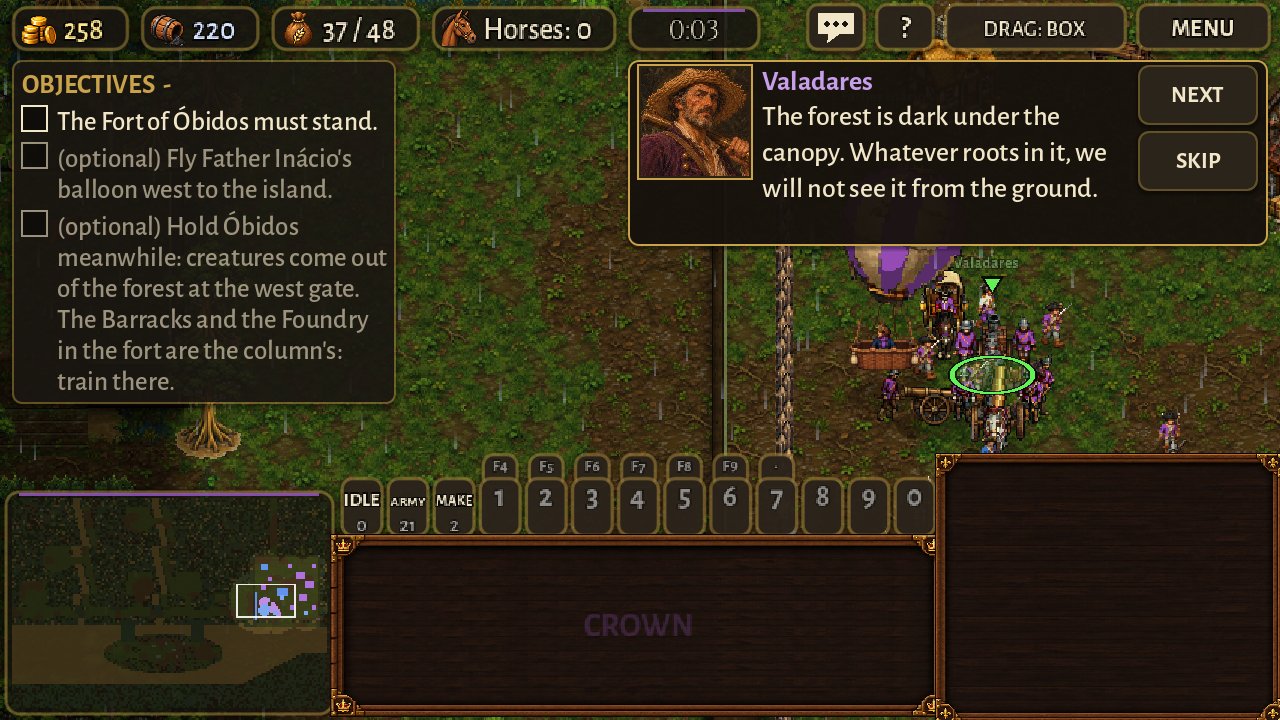 258
220
37 / 48
Horses: 0
0:03
?
DRAG: BOX
MENU
OBJECTIVES -
The Fort of Óbidos must stand.
(optional) Fly Father Inácio's
balloon west to the island.
(optional) Hold Óbidos
meanwhile: creatures come out
of the forest at the west gate.
The Barracks and the Foundry
in the fort are the column's:
train there.
Valadares
The forest is dark under the
canopy. Whatever roots in it, we
will not see it from the ground.
NEXT
SKIP
Valadares
F4
F5
F6
F7
F8
F9
IDLE
0
ARMY
21
MAKE
2
1
2
3
4
5
6
7
8
9
0
CROWN